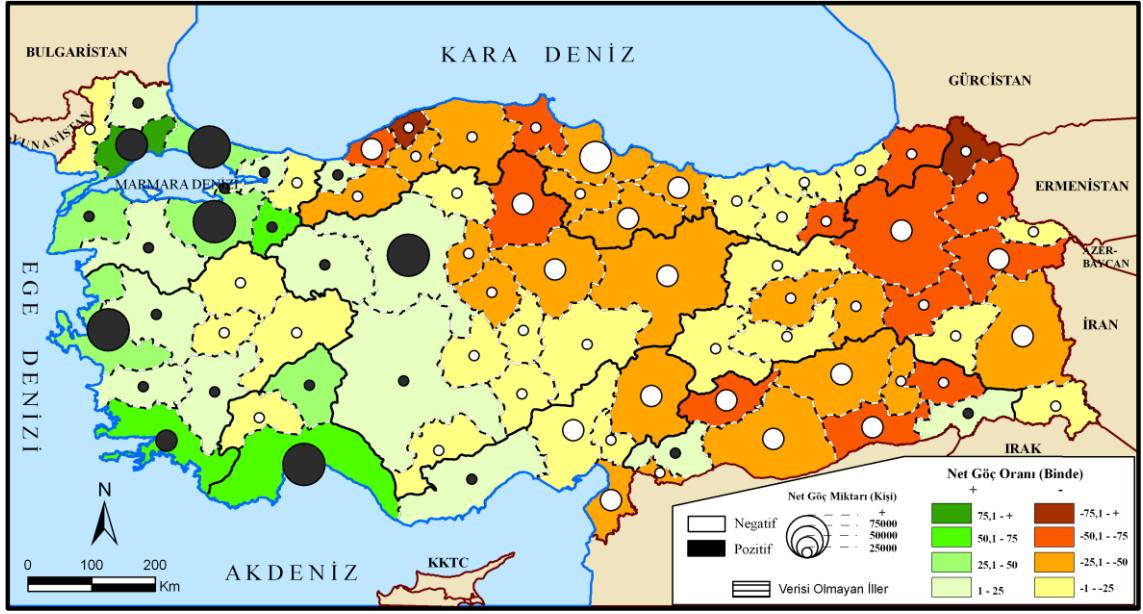 BULGARİSTAN
KARA DENİZ
GÜRCİSTAN
YUNANİSTAN
MARMARA DENİZİ
ERMENİSTAN
AZER-
BAYCAN
EGE DENİZİ
İRAN
N
IRAK
0 100 200
Km
AKDENİZ
KKTC
Net Göç Miktarı (Kişi)
+
75000
50000
25000
Negatif
Pozitif
Verisi Olmayan İller
Net Göç Oranı (Binde)
+ -
75,1 - + -75,1 - +
50,1 - 75 -50,1 - -75
25,1 - 50 -25,1 - -50
1 - 25 -1 - -25